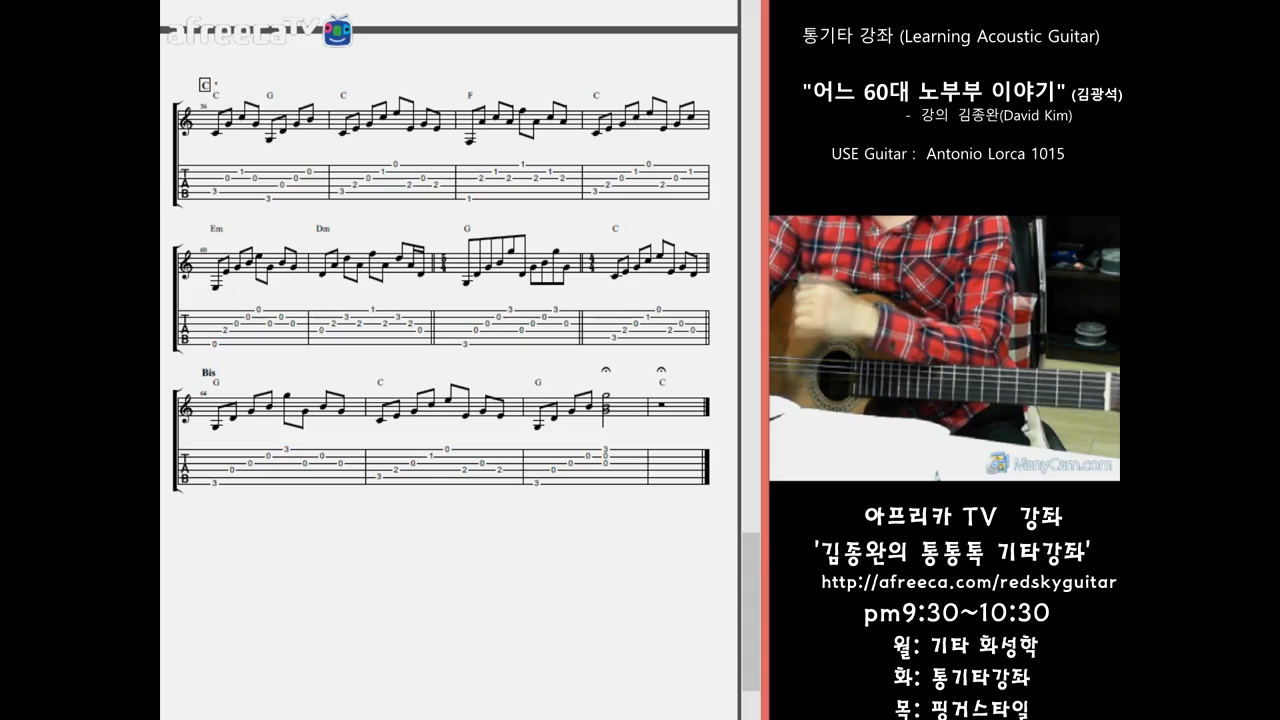 afreecaTV
통기타 강좌 (Learning Acoustic Guitar)
"어느 60대 노부부 이야기" (김광석)
- 강의 김종완(David Kim)
USE Guitar : Antonio Lorca 1015
C
C G C F C
56
Em Dm G C
60
Bis
G C G C
64
ManyCam.com
아프리카 TV 강좌
'김종완의 통통톡 기타강좌'
http://afreeca.com/redskyguitar
pm9:30~10:30
월: 기타 화성학
화: 통기타강좌
목: 핑거스타일